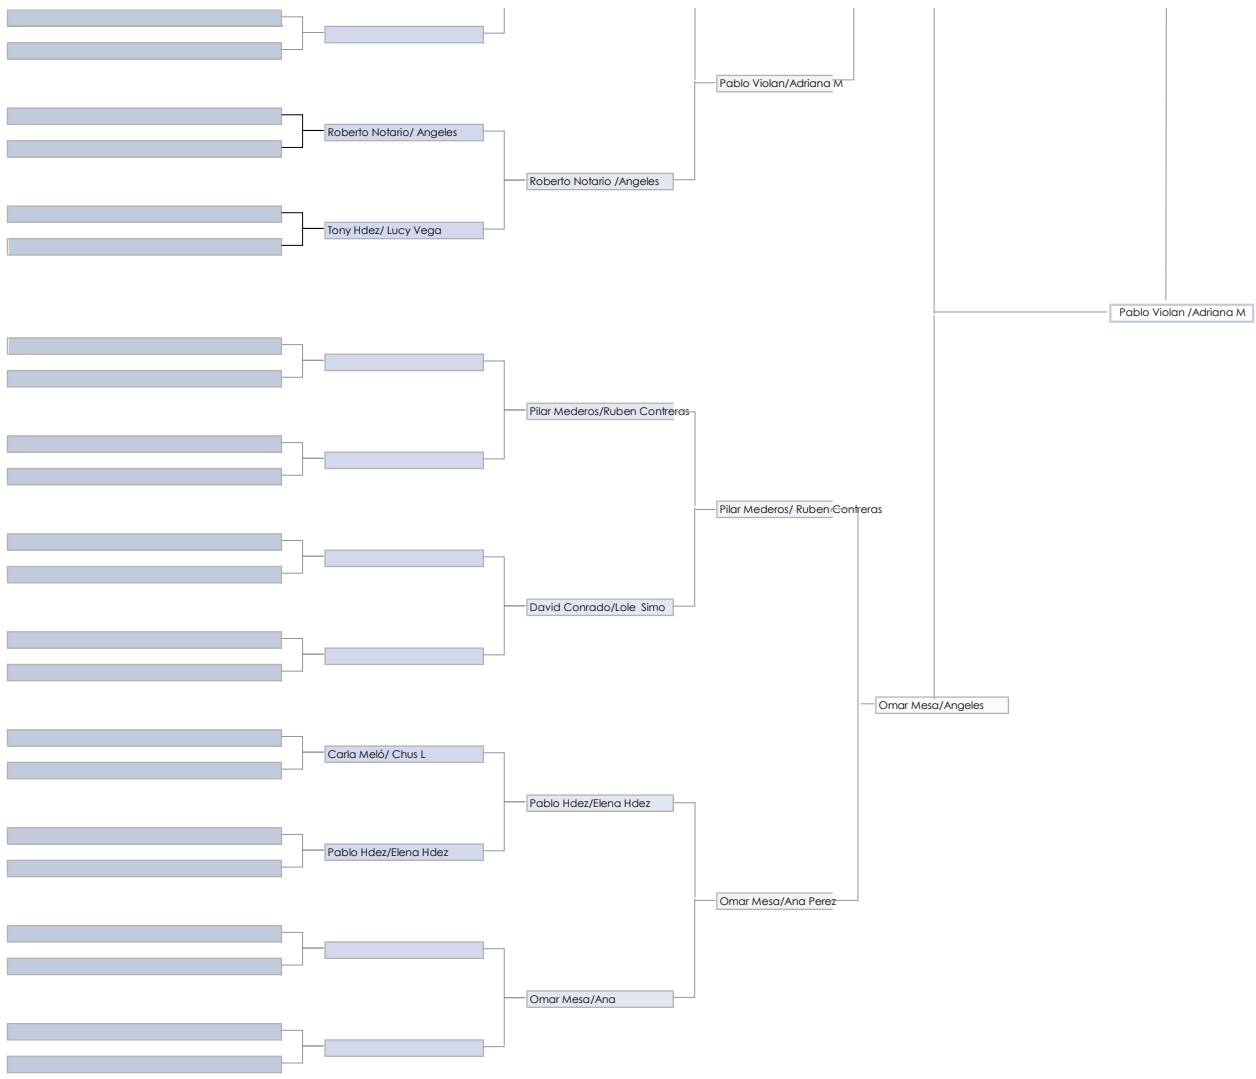 Pablo Violan/Adriana M
Roberto Notario/ Angeles
Roberto Notario /Angeles
Tony Hdez/ Lucy Vega
Pablo Violan /Adriana M
Pilar Mederos/Ruben Contreras
Pilar Mederos/ Ruben Contreras
David Conrado/Lole  Simo
Omar Mesa/Angeles
Carla Meló/ Chus L
Pablo Hdez/Elena Hdez
Pablo Hdez/Elena Hdez
Omar Mesa/Ana Perez
Omar Mesa/Ana